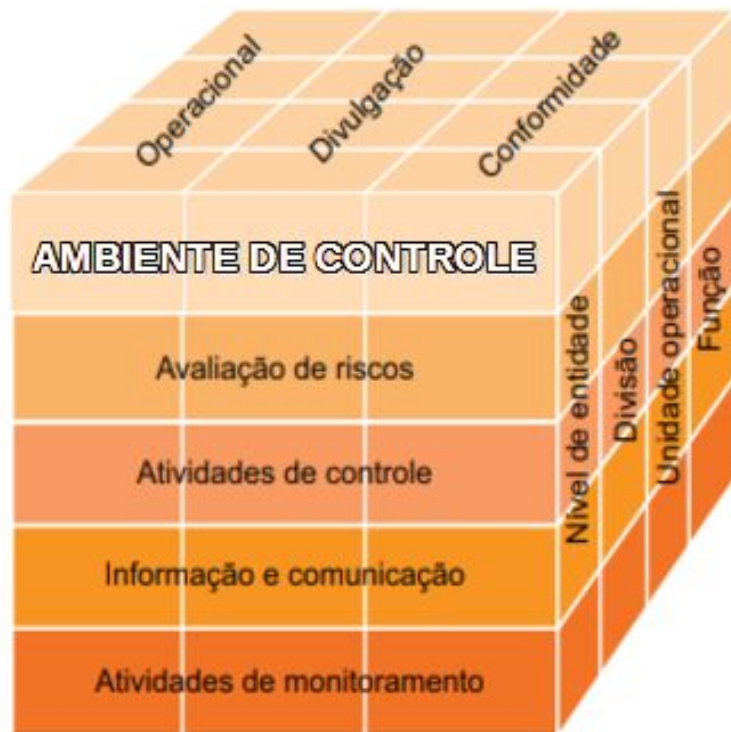 Operacional
Divulgação
Conformidade
AMBIENTE DE CONTROLE
Avaliação de riscos
Atividades de controle
Informação e comunicação
Atividades de monitoramento
Nível de entidade
Divisão
Unidade operacional
Função